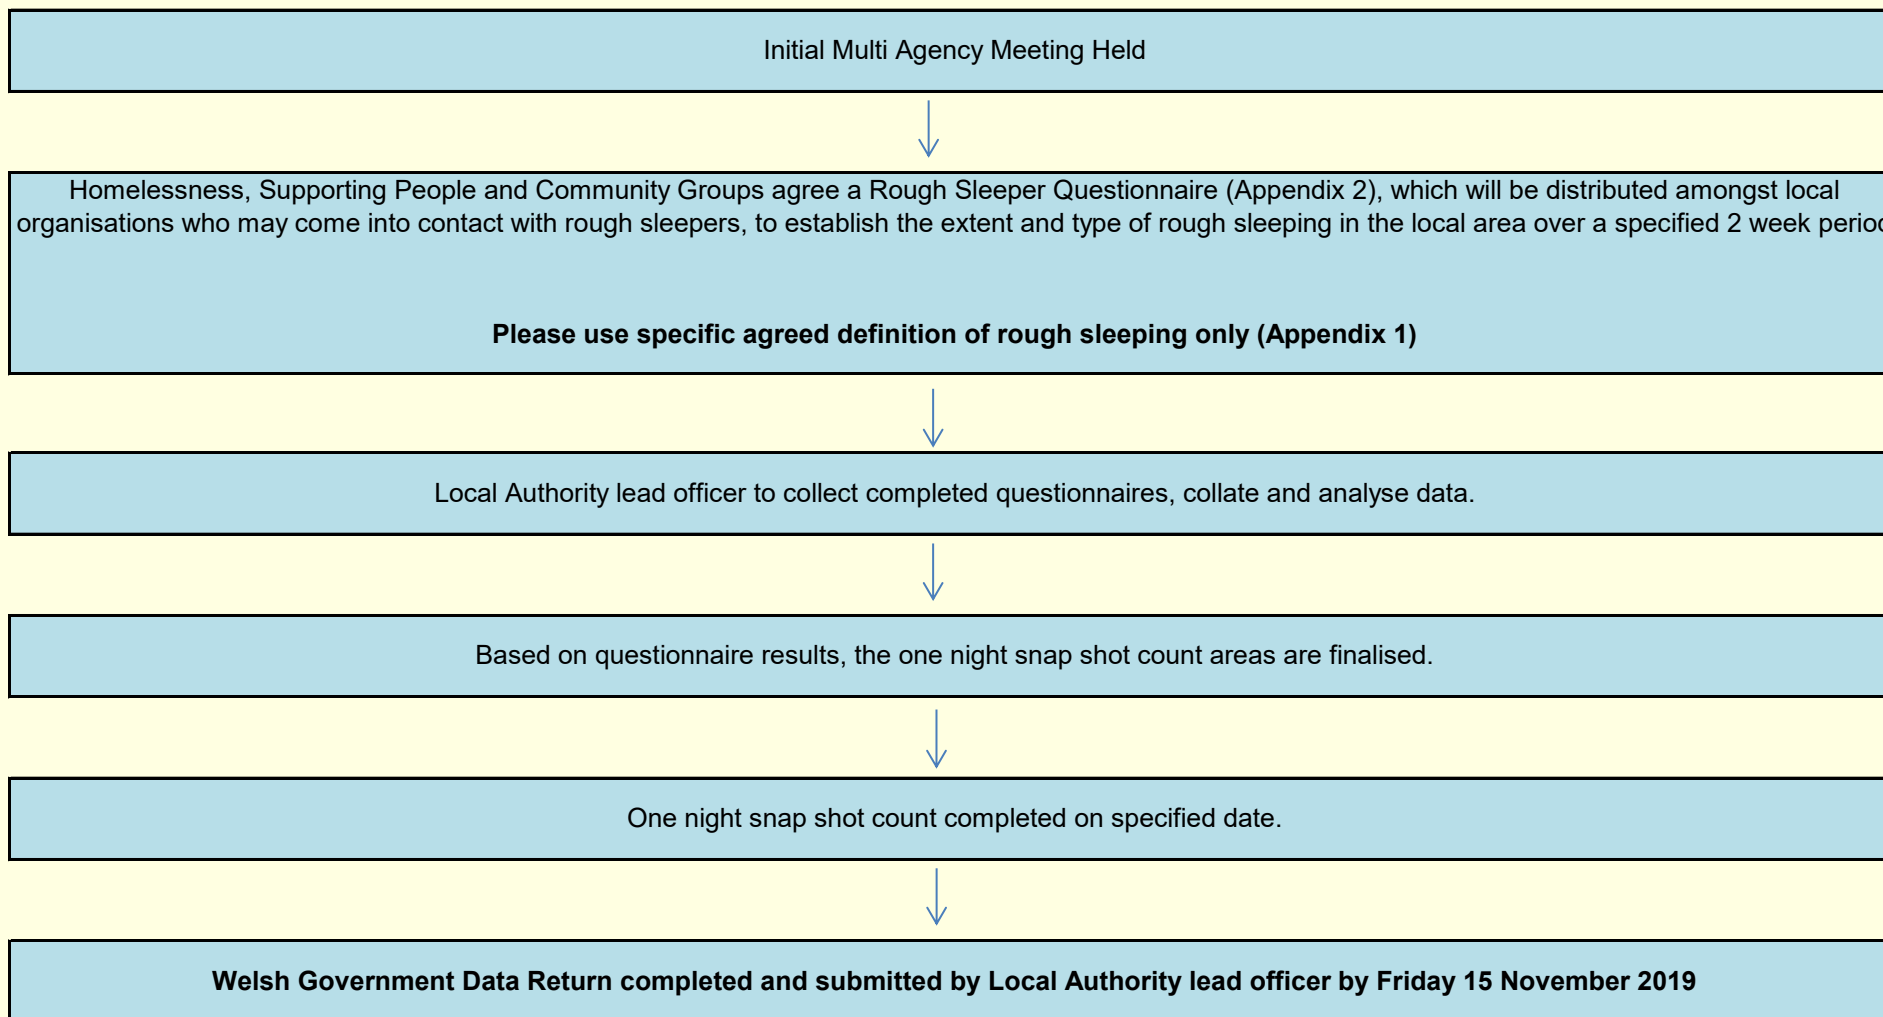 Initial Multi Agency Meeting Held
Homelessness, Supporting People and Community Groups agree a Rough Sleeper Questionnaire (Appendix 2), which will be distributed amongst local
organisations who may come into contact with rough sleepers, to establish the extent and type of rough sleeping in the local area over a specified 2 week period
Please use specific agreed definition of rough sleeping only (Appendix 1)
Local Authority lead officer to collect completed questionnaires, collate and analyse data.
Based on questionnaire results, the one night snap shot count areas are finalised.
One night snap shot count completed on specified date.
Welsh Government Data Return completed and submitted by Local Authority lead officer by Friday 15 November 2019